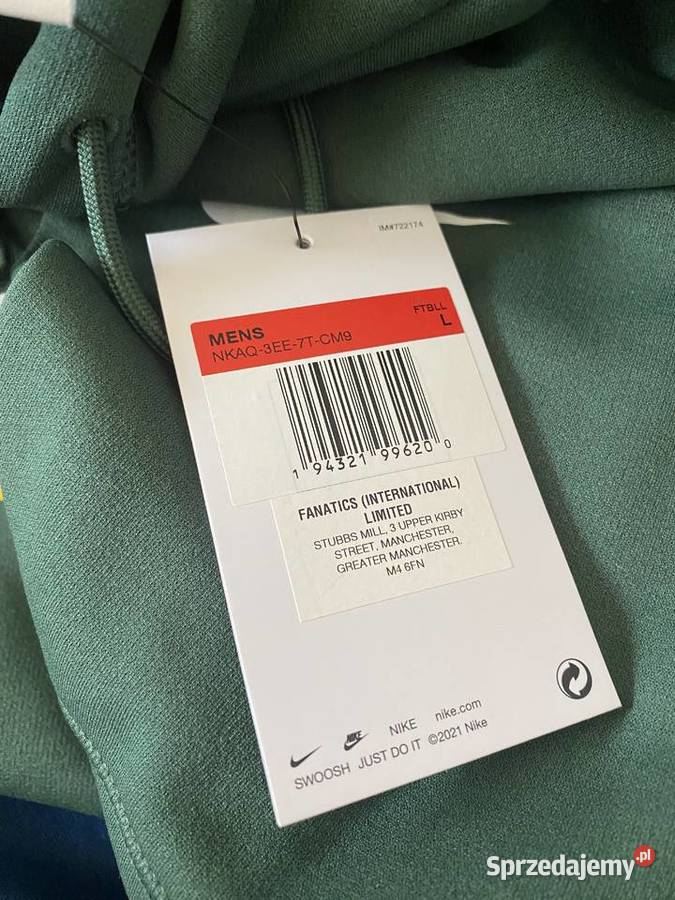 IM#722174
FTBLL
MENS L
NKAQ-3EE-7T-CM9
1 94321 99620 0
FANATICS (INTERNATIONAL)
LIMITED
STUBBS MILL, 3 UPPER KIRBY
STREET, MANCHESTER,
GREATER MANCHESTER.
M4 6FN
NIKE nike.com
SWOOSH JUST DO IT ©2021 Nike
Sprzedajemy.pl